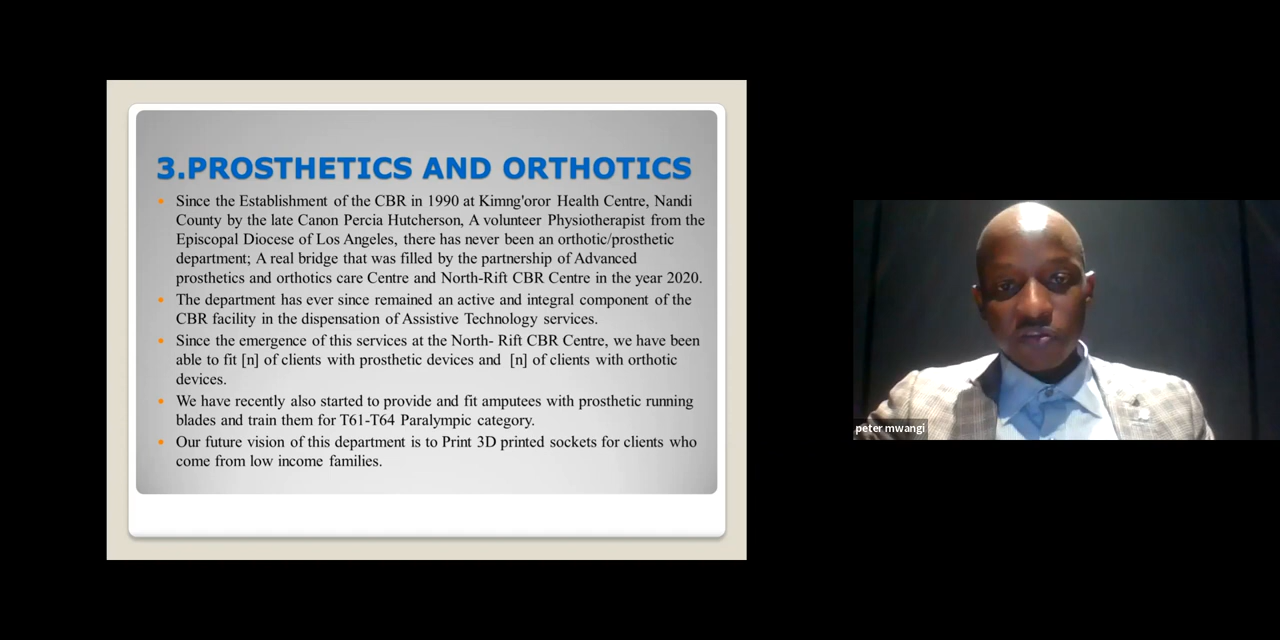 3.PROSTHETICS AND ORTHOTICS
Since the Establishment of the CBR in 1990 at Kimng'oror Health Centre, Nandi
County by the late Canon Percia Hutcherson, A volunteer Physiotherapist from the
Episcopal Diocese of Los Angeles, there has never been an orthotic/prosthetic
department; A real bridge that was filled by the partnership of Advanced
prosthetics and orthotics care Centre and North-Rift CBR Centre in the year 2020.
The department has ever since remained an active and integral component of the
CBR facility in the dispensation of Assistive Technology services.
Since the emergence of this services at the North- Rift CBR Centre, we have been
able to fit [n] of clients with prosthetic devices and [n] of clients with orthotic
devices.
We have recently also started to provide and fit amputees with prosthetic running
blades and train them for T61-T64 Paralympic category.
Our future vision of this department is to Print 3D printed sockets for clients who
come from low income families.
peter mwangi